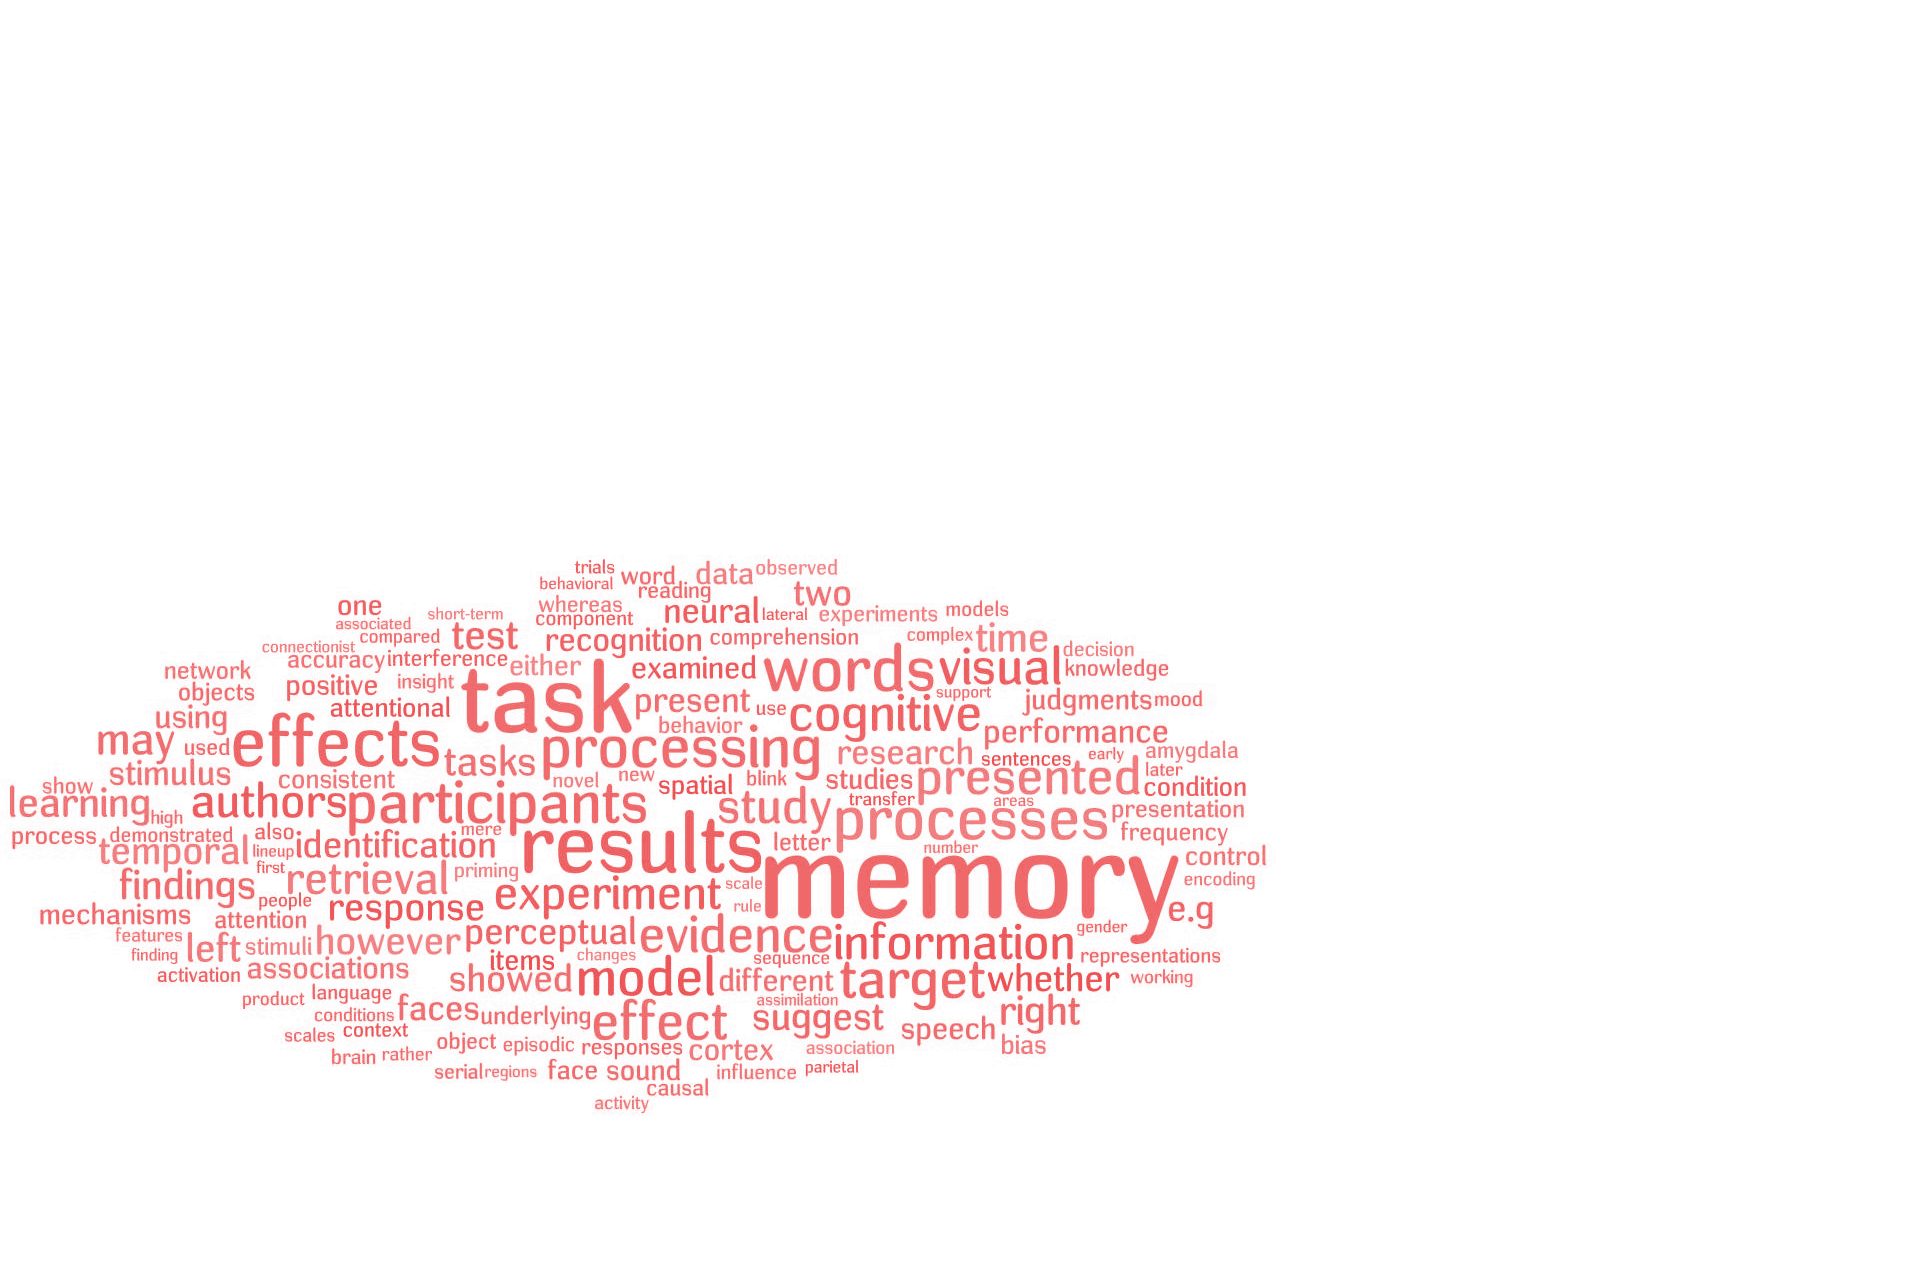 trials
behavioral
word
data
observed
reading
two
one
short-term
whereas
component
neural
lateral
experiments
models
associated
connectionist
compared
test
recognition
comprehension
complex
time
decision
network
accuracy
interference
either
examined
words
visual
knowledge
objects
positive
insight
task
present
use
cognitive
support
judgments
mood
using
attentional
behavior
performance
may
used
effects
tasks
processing
research
sentences
early
amygdala
show
stimulus
consistent
novel
new
spatial
blink
studies
presented
later
condition
learning
high
authors
participants
study
transfer
areas
presentation
process
demonstrated
also
mere
results
letter
processes
frequency
temporal
lineup
identification
number
memory
control
findings
first
retrieval
priming
experiment
scale
encoding
mechanisms
people
response
rule
e.g
attention
features
left
stimuli
however
perceptual
evidence
information
gender
finding
items
changes
sequence
representations
activation
associations
showed
model
different
target
whether
working
product
language
assimilation
conditions
faces
underlying
effect
suggest
speech
right
scales
context
object
episodic
responses
cortex
association
bias
brain
rather
serial
regions
face
sound
influence
parietal
causal
activity